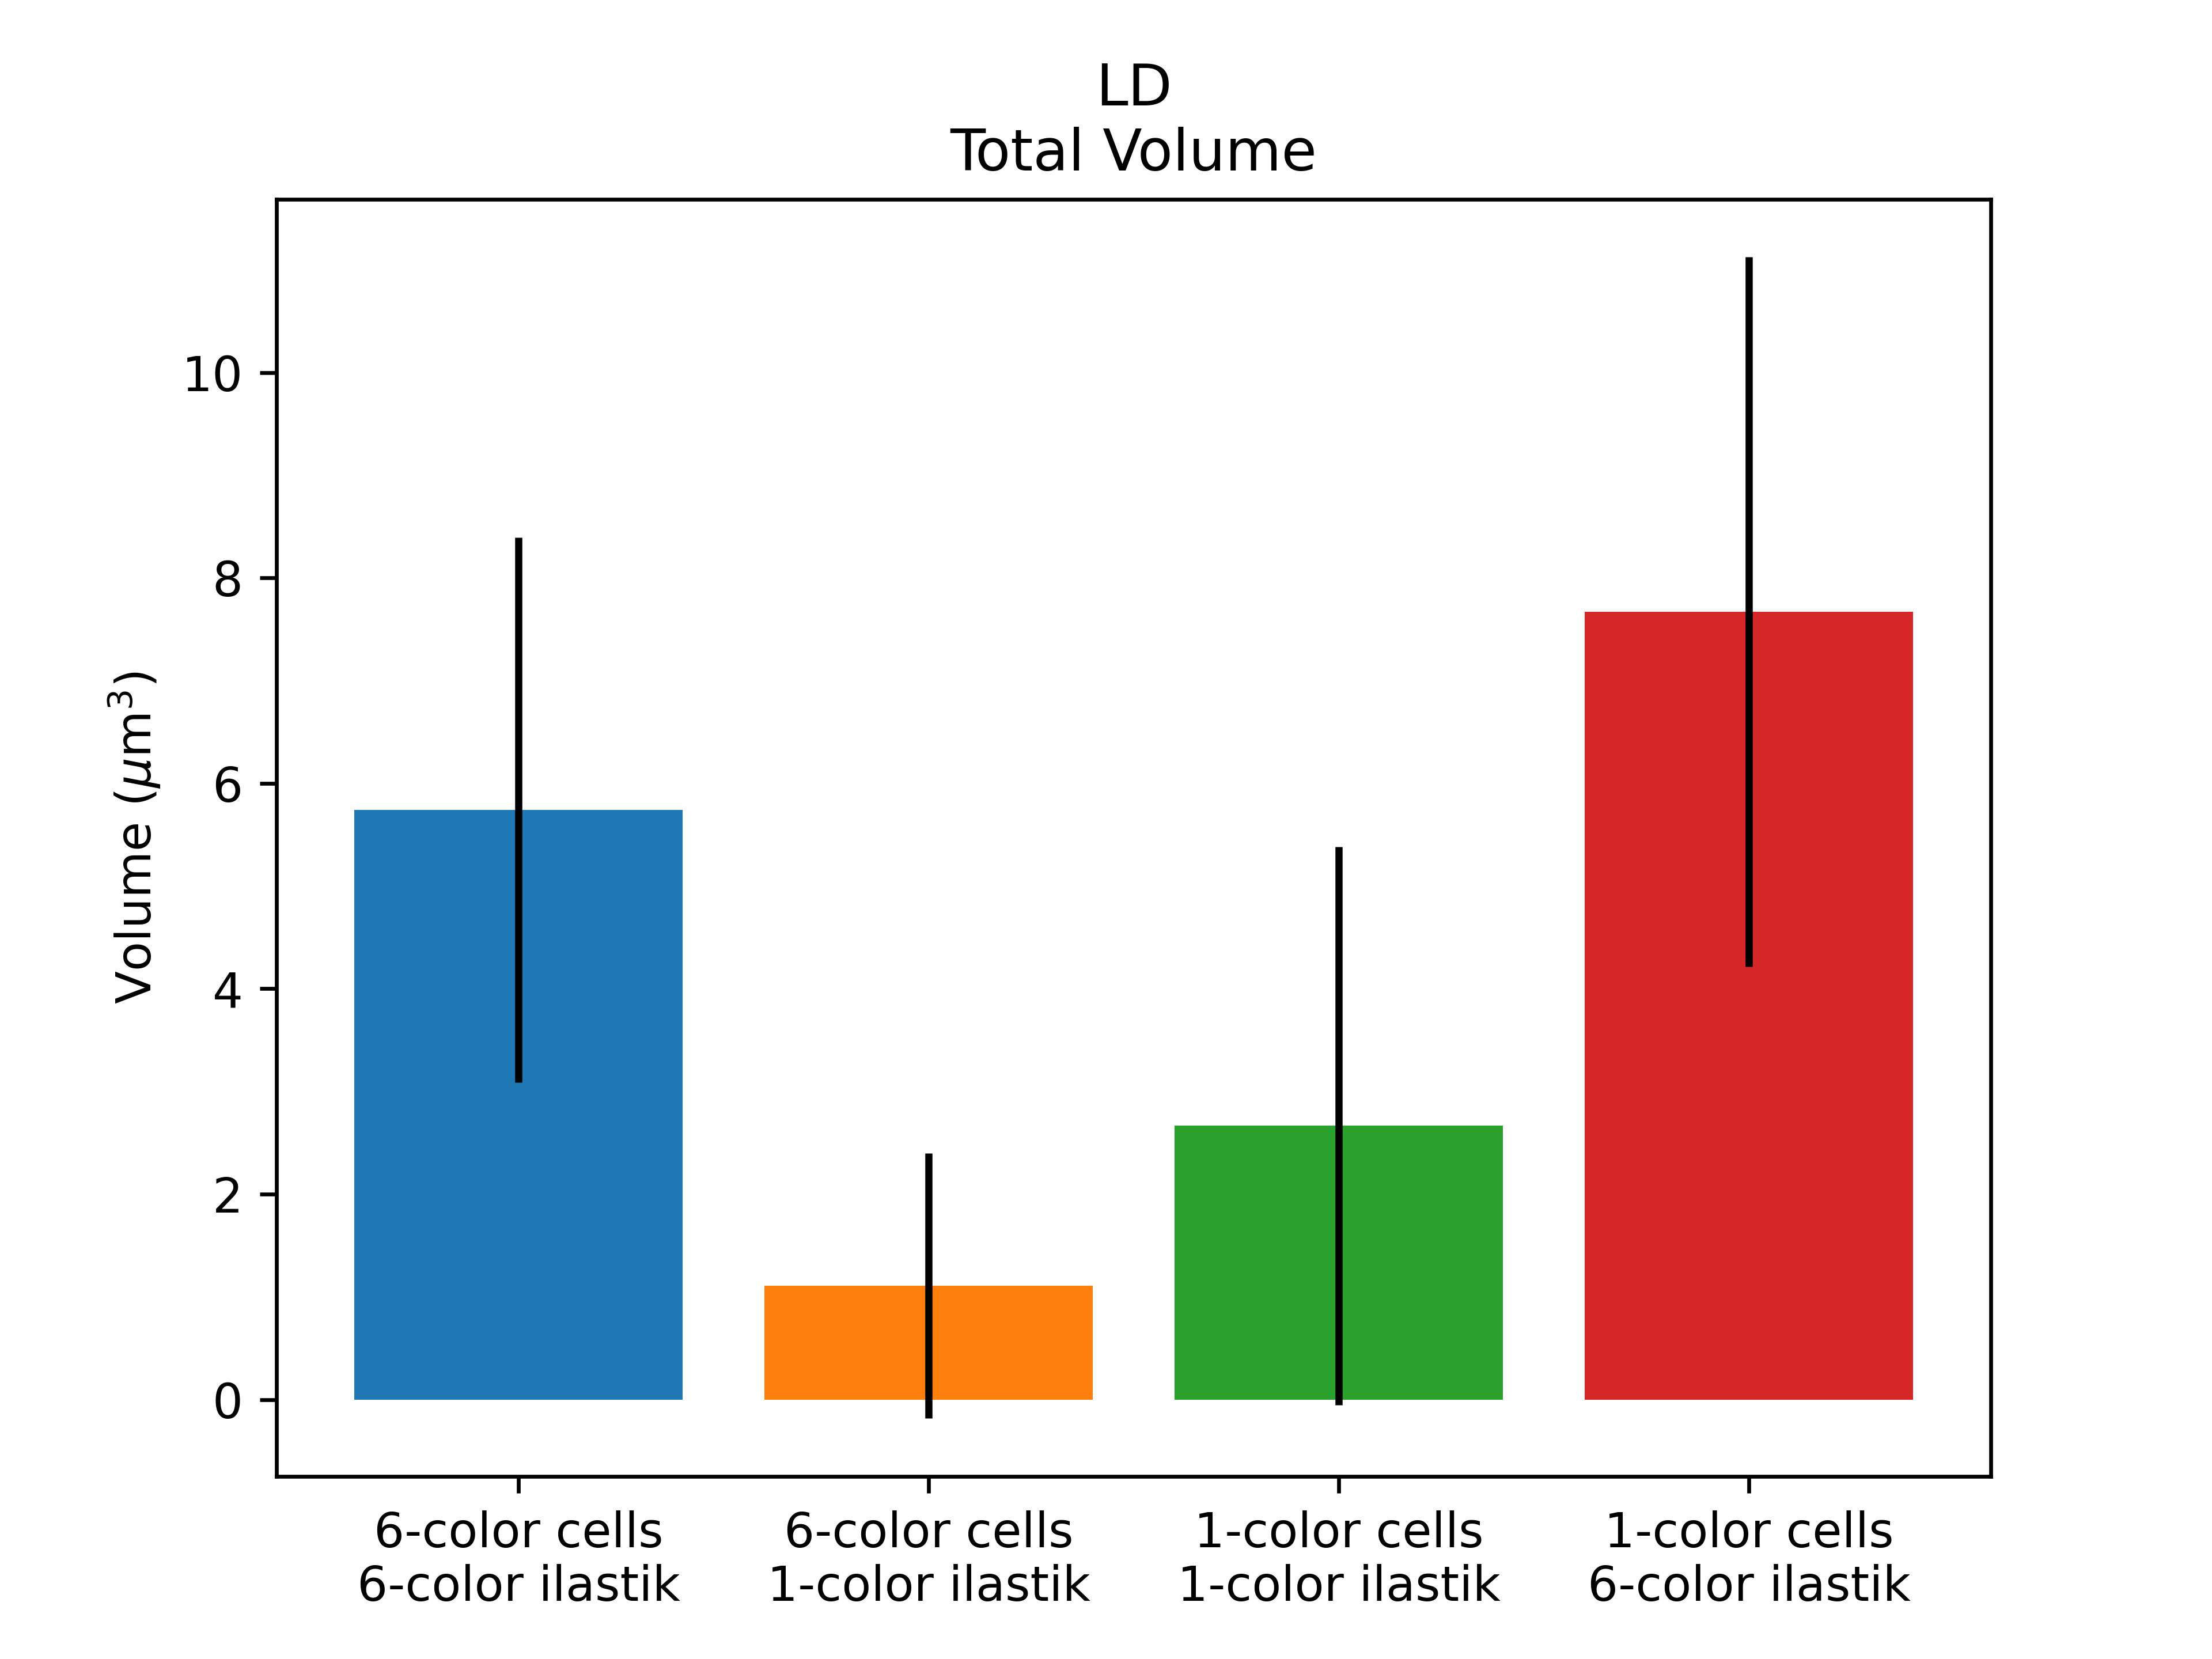 LD
Total Volume
Volume (μm³)
10
8
6
4
2
0
6-color cells
6-color ilastik
6-color cells
1-color ilastik
1-color cells
1-color ilastik
1-color cells
6-color ilastik